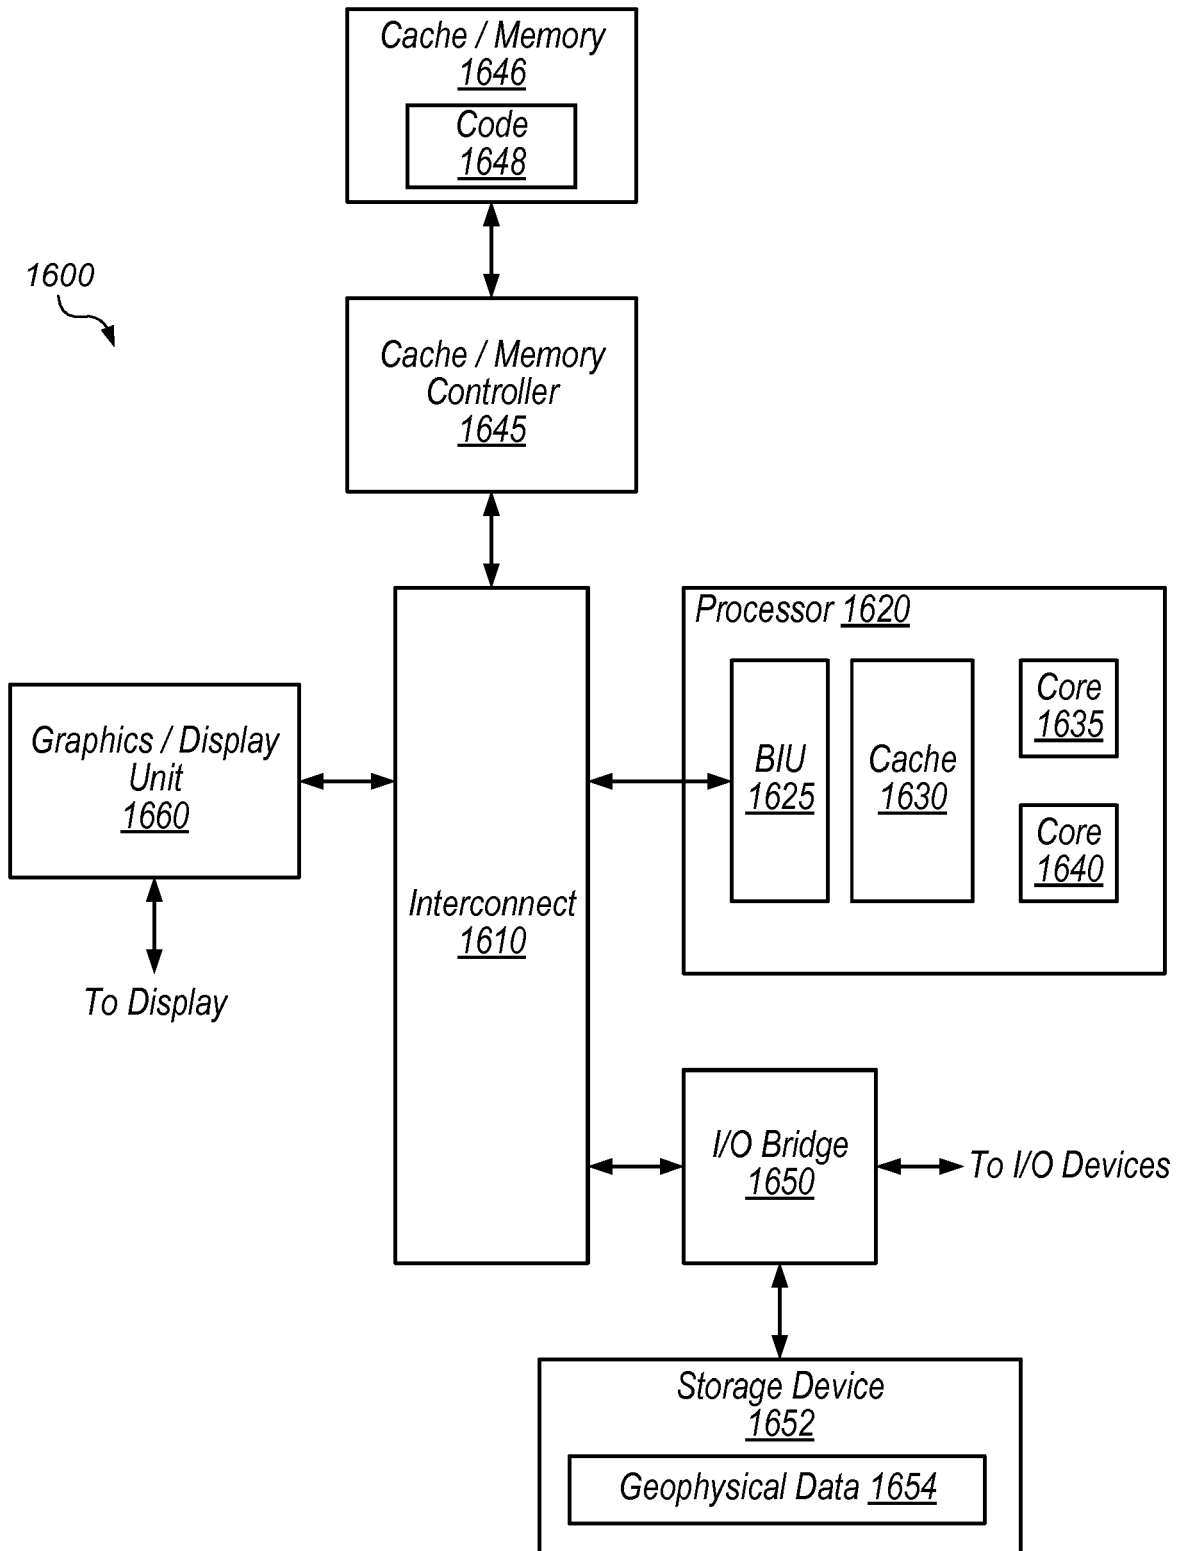 Cache / Memory
1646
Code
1648
1600
Cache / Memory
Controller
1645
Processor 1620
Core
1635
Graphics / Display
Unit
1660
BIU
1625
Cache
1630
Core
1640
Interconnect
1610
To Display
I/O Bridge
1650
To I/O Devices
Storage Device
1652
Geophysical Data 1654